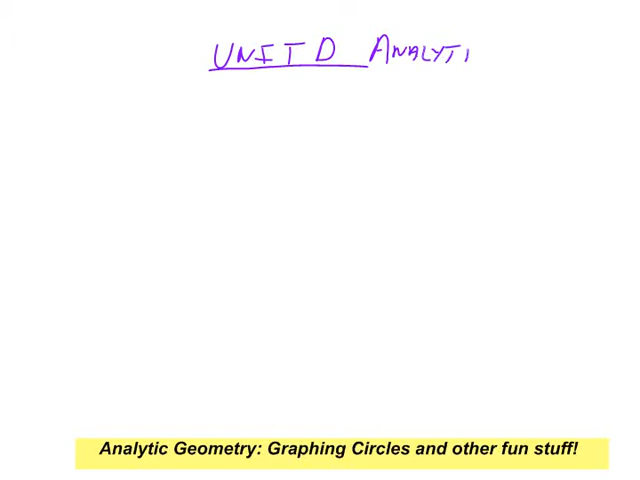 UNIT D ANALYTI
Analytic Geometry: Graphing Circles and other fun stuff!